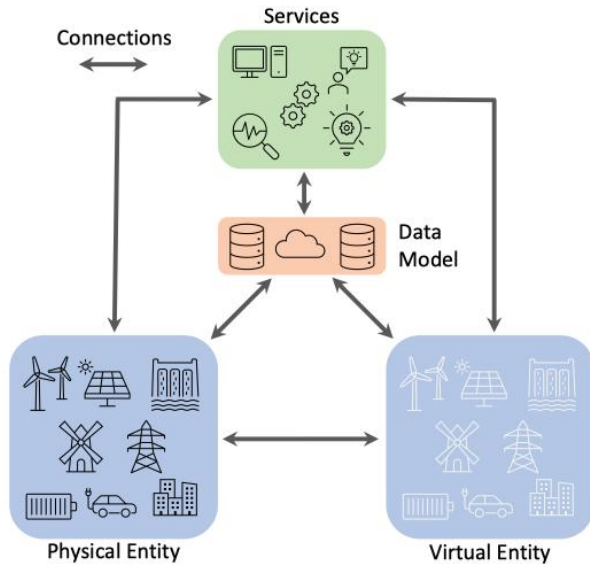 Services
Connections
Data
Model
Physical Entity
Virtual Entity